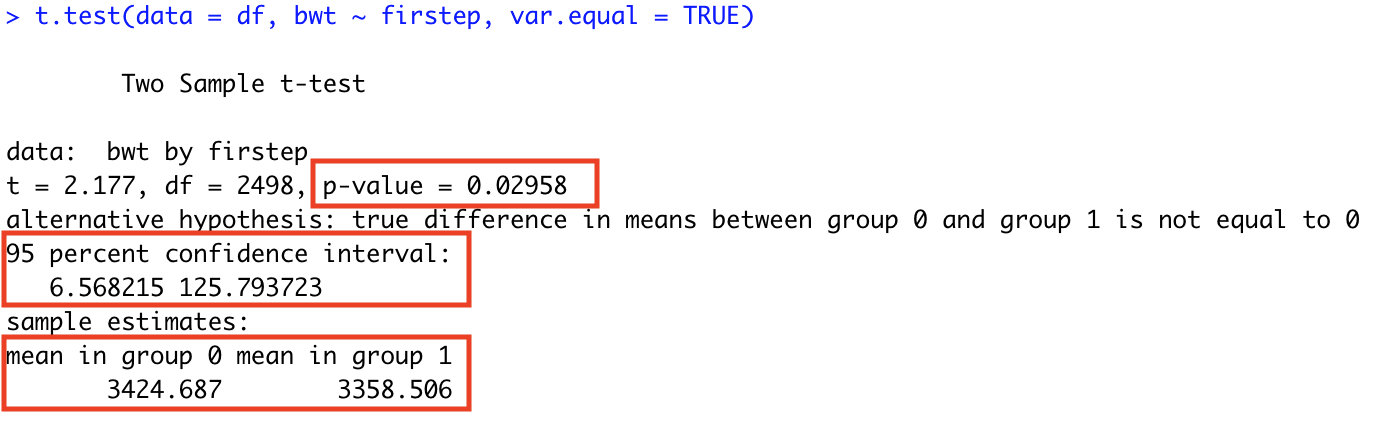 > t.test(data = df, bwt ~ firstep, var.equal = TRUE)
Two Sample t-test
data:  bwt by firstep
t = 2.177, df = 2498, p-value = 0.02958
alternative hypothesis: true difference in means between group 0 and group 1 is not equal to 0
95 percent confidence interval:
6.568215 125.793723
sample estimates:
mean in group 0 mean in group 1
3424.687        3358.506